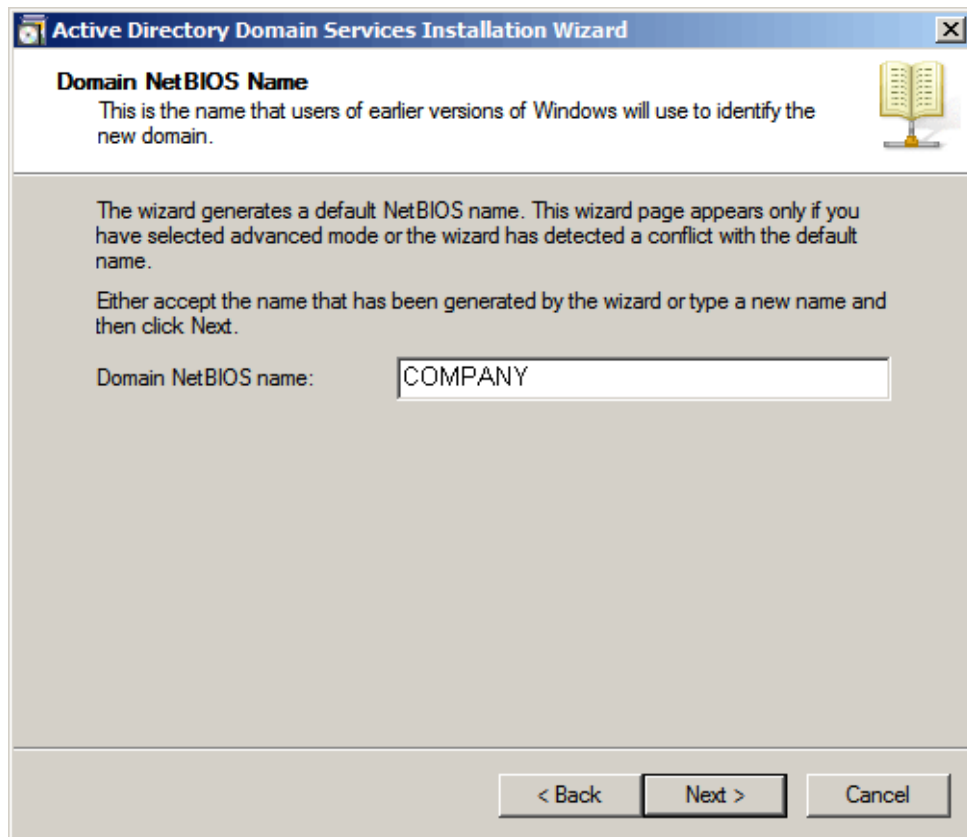 Active Directory Domain Services Installation Wizard
Domain NetBIOS Name
This is the name that users of earlier versions of Windows will use to identify the
new domain.
The wizard generates a default NetBIOS name. This wizard page appears only if you
have selected advanced mode or the wizard has detected a conflict with the default
name.
Either accept the name that has been generated by the wizard or type a new name and
then click Next.
Domain NetBIOS name: COMPANY
< Back Next > Cancel